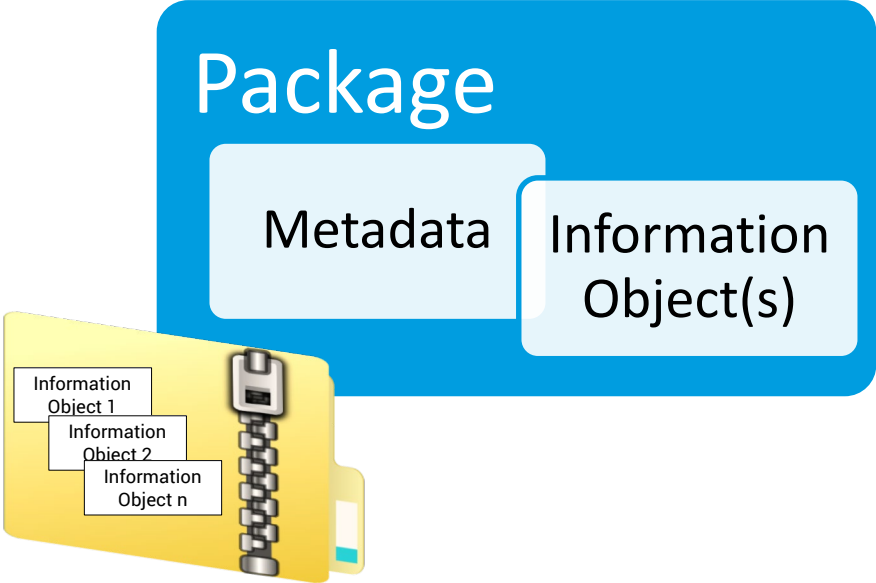 Package
Metadata
Information
Object(s)
Information
Object 1
Information
Object 2
Information
Object n